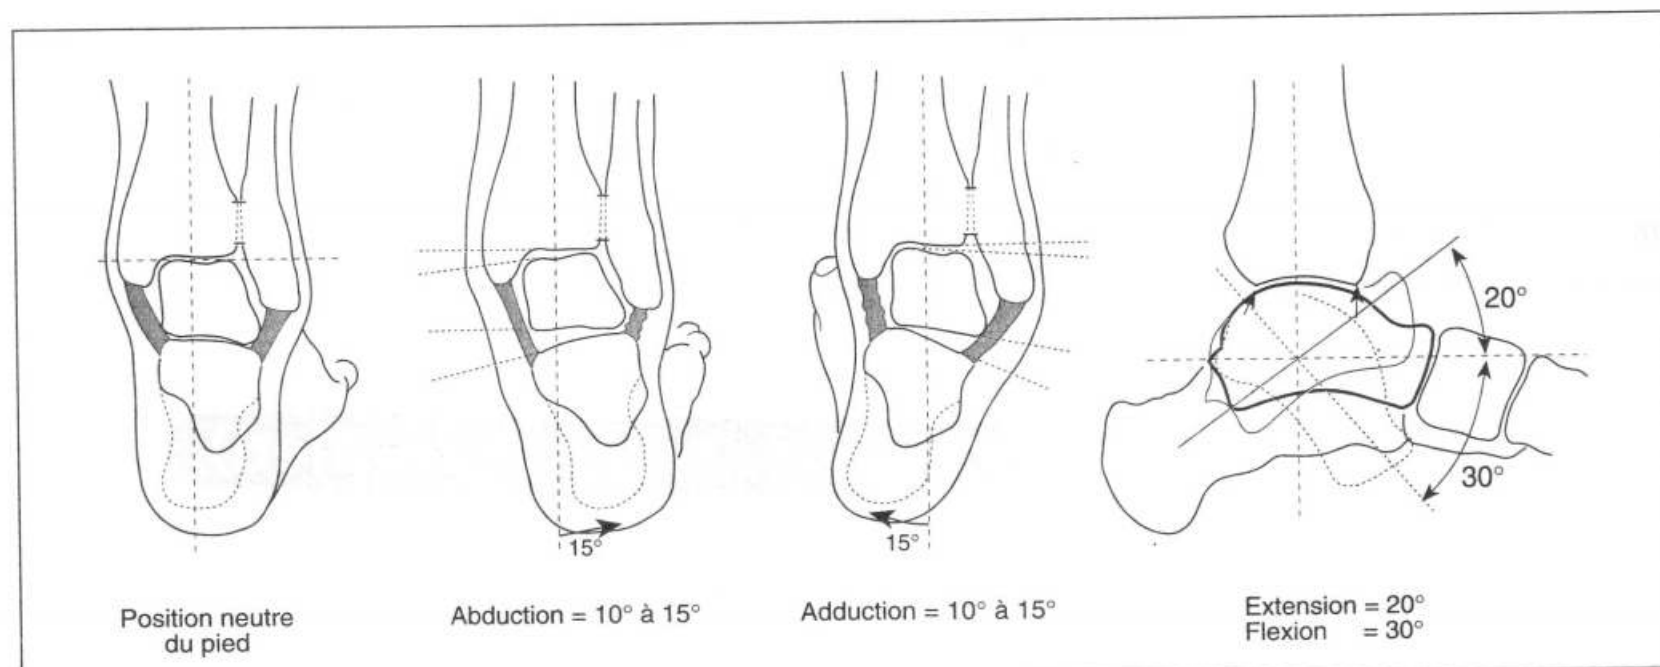 20°
30°
15°
15°
Position neutre
du pied
Abduction = 10° à 15°
Adduction = 10° à 15°
Extension = 20°
Flexion = 30°